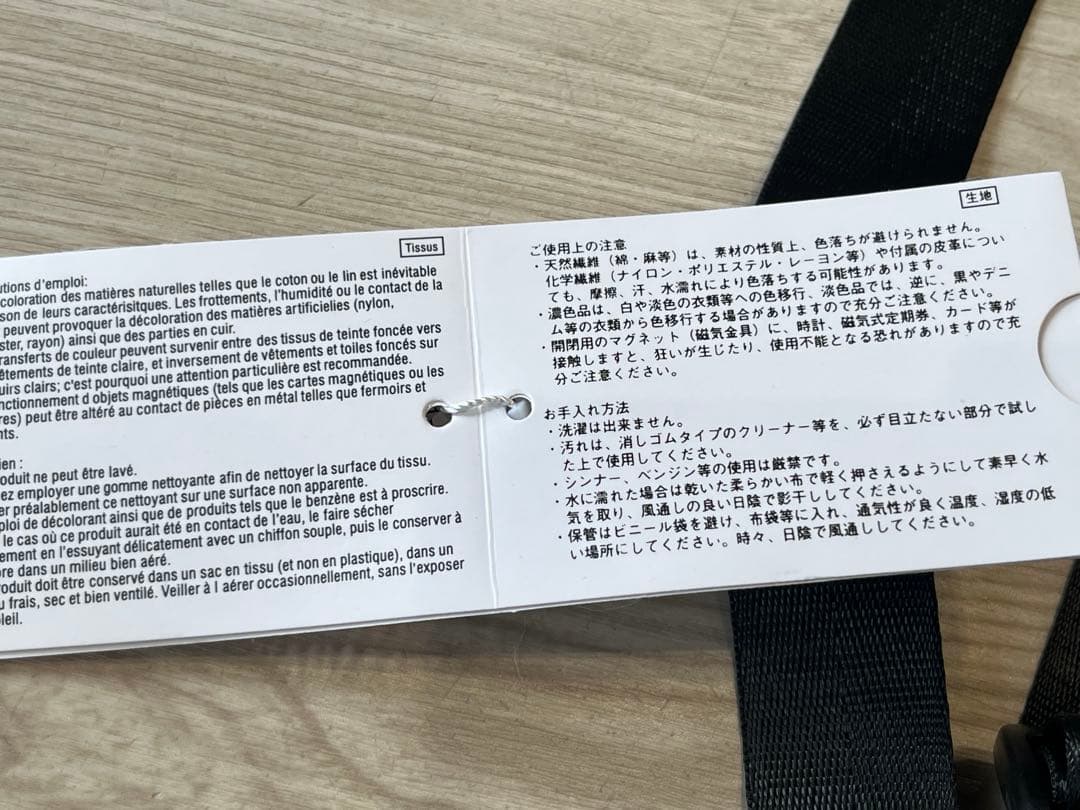 Tissus
utions d'emploi:
coloration des matières naturelles telles que le coton ou le lin est inévitable
son de leurs caractérisitques. Les frottements, l'humidité ou le contact de la
peuvent provoquer la décoloration des matières artificielles (nylon,
ster, rayon) ainsi que des parties en cuir.
ransferts de couleur peuvent survenir entre des tissus de teinte foncée vers
êtements de teinte claire, et inversement de vêtements et toiles foncés sur
uirs clairs; c'est pourquoi une attention particulière est recommandée.
nctionnement d objets magnétiques (tels que les cartes magnétiques ou les
res) peut être altéré au contact de pièces en métal telles que fermoirs et
nts.
ien :
roduit ne peut être lavé.
ez employer une gomme nettoyante afin de nettoyer la surface du tissu.
er préalablement ce nettoyant sur une surface non apparente.
ploi de décolorant ainsi que de produits tels que le benzène est à proscrire.
le cas où ce produit aurait été en contact de l'eau, le faire sécher
ement en l'essuyant délicatement avec un chiffon souple, puis le conserver à
bre dans un milieu bien aéré.
roduit doit être conservé dans un sac en tissu (et non en plastique), dans un
u frais, sec et bien ventilé. Veiller à l aérer occasionnellement, sans l'exposer
leil.
生地
ご使用上の注意
・天然繊維(綿・麻等)は、素材の性質上、色落ちが避けられません。
化学繊維(ナイロン・ポリエステル・レーヨン等)や付属の皮革につい
ても、摩擦、汗、水濡れにより色落ちする可能性があります。
・濃色品は、白や淡色の衣類等への色移行、淡色品では、逆に、黒やデニ
ム等の衣類から色移行する場合がありますので充分ご注意ください。
・開閉用のマグネット(磁気金具)に、時計、磁気式定期券、カード等が
接触しますと、狂いが生じたり、使用不能となる恐れがありますので充
分ご注意ください。
お手入れ方法
・洗濯は出来ません。
・汚れは、消しゴムタイプのクリーナー等を、必ず目立たない部分で試し
た上で使用してください。
・シンナー、ベンジン等の使用は厳禁です。
・水に濡れた場合は乾いた柔らかい布で軽く押さえるようにして素早く水
気を取り、風通しの良い日陰で影干ししてください。
・保管はビニール袋を避け、布袋等に入れ、通気性が良く温度、湿度の低
い場所にしてください。時々、日陰で風通ししてください。